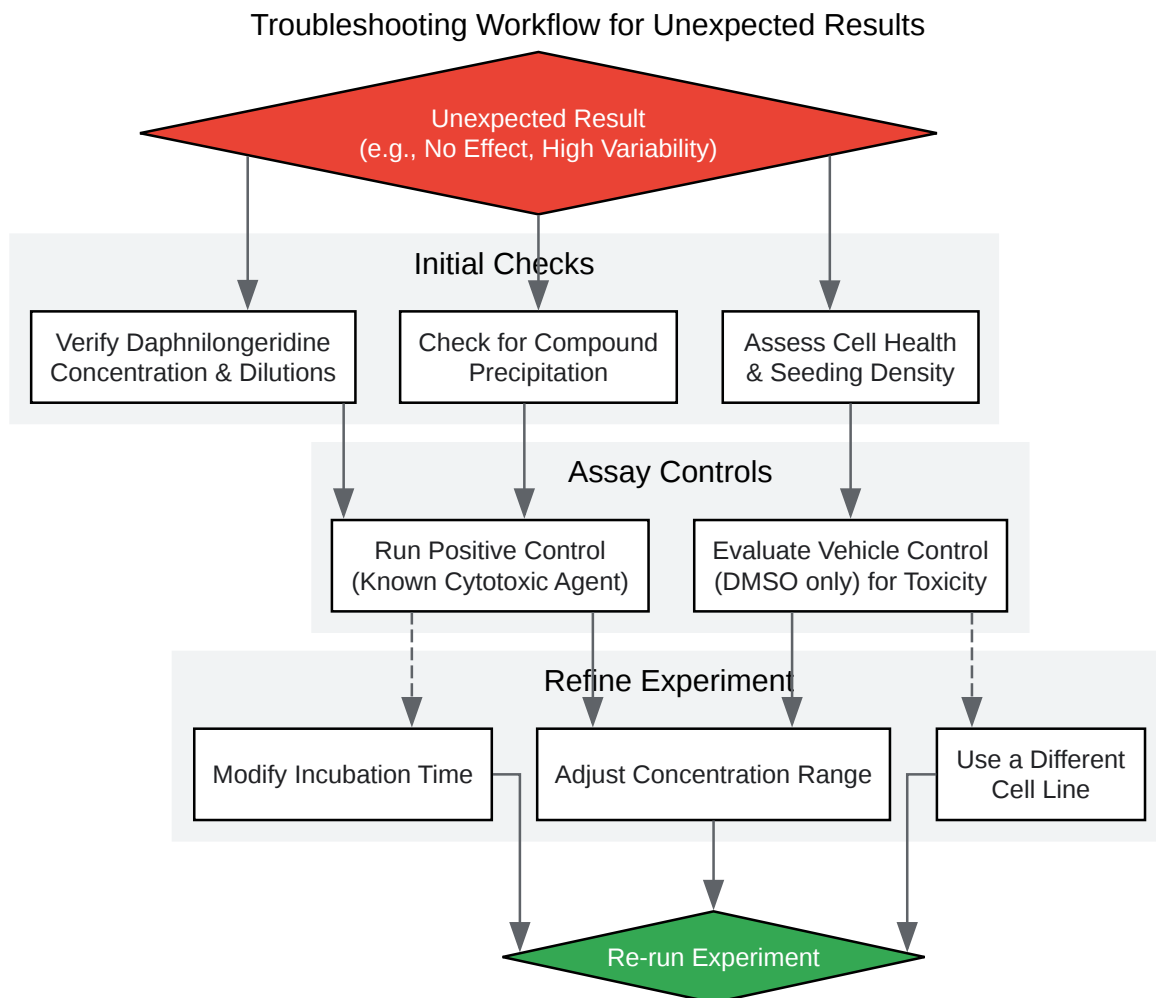 Troubleshooting Workflow for Unexpected Results
Unexpected Result
(e.g., No Effect, High Variability)
Initial Checks
Verify Daphnilongeridine
Concentration & Dilutions
Check for Compound
Precipitation
Assess Cell Health
& Seeding Density
Assay Controls
Run Positive Control
(Known Cytotoxic Agent)
Evaluate Vehicle Control
(DMSO only) for Toxicity
Refine Experiment
Modify Incubation Time
Adjust Concentration Range
Use a Different
Cell Line
Re-run Experiment